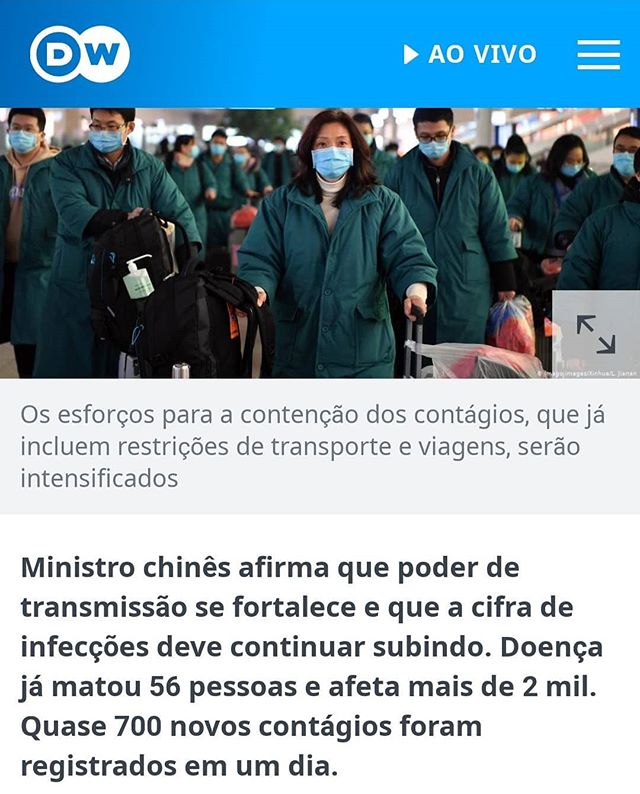 DW
AO VIVO
© Imago Images/Xinhua/L. Jianan
Os esforços para a contenção dos contágios, que já
incluem restrições de transporte e viagens, serão
intensificados
Ministro chinês afirma que poder de
transmissão se fortalece e que a cifra de
infecções deve continuar subindo. Doença
já matou 56 pessoas e afeta mais de 2 mil.
Quase 700 novos contágios foram
registrados em um dia.